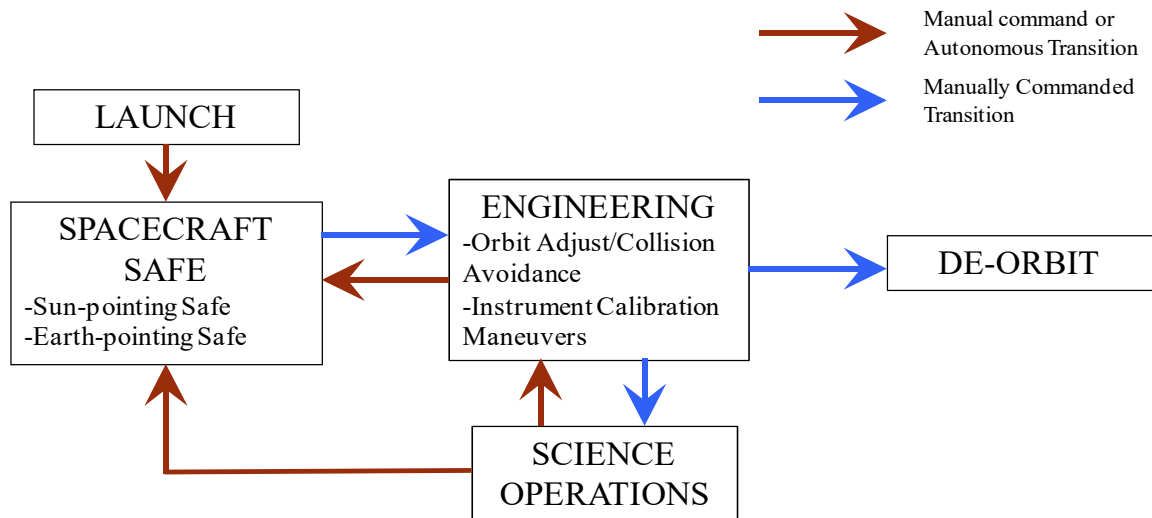 Manual command or
Autonomous Transition
Manually Commanded
Transition
LAUNCH
SPACECRAFT
SAFE
-Sun-pointing Safe
-Earth-pointing Safe
ENGINEERING
-Orbit Adjust/Collision
Avoidance
-Instrument Calibration
Maneuvers
DE-ORBIT
SCIENCE
OPERATIONS